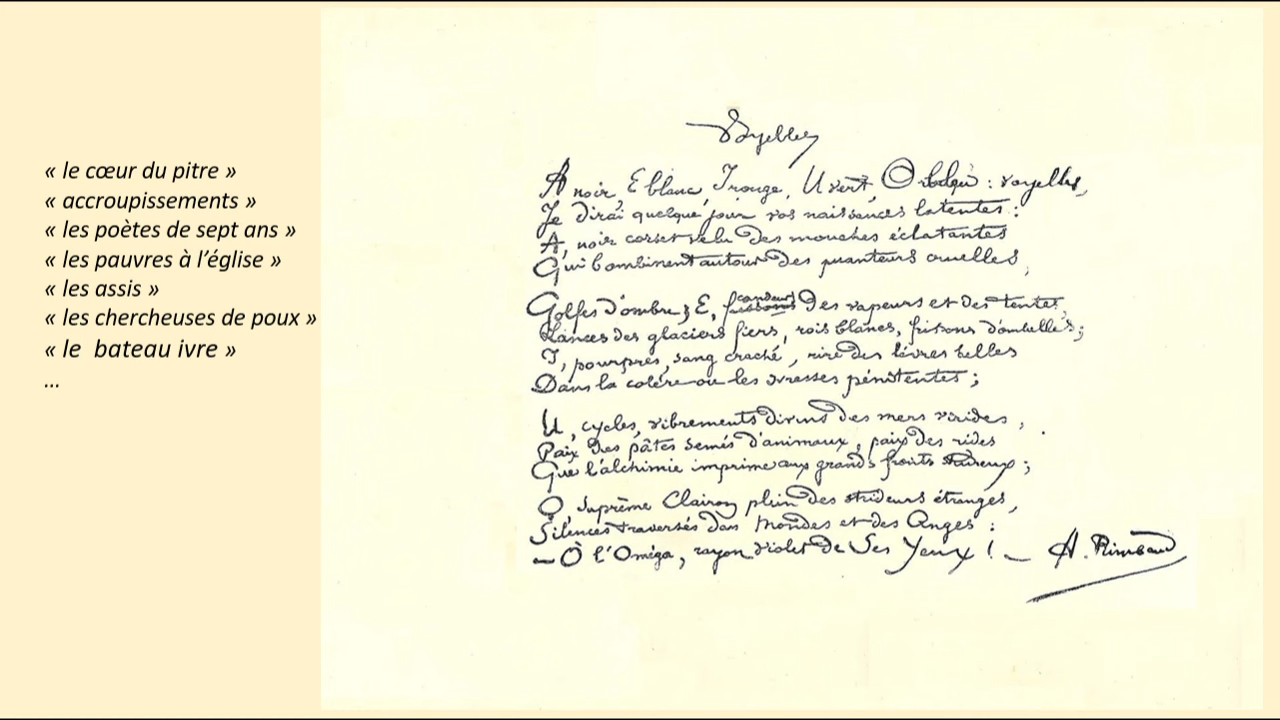 « le cœur du pitre »
« accroupissements »
« les poètes de sept ans »
« les pauvres à l’église »
« les assis »
« les chercheuses de poux »
« le bateau ivre »
...
Voyelles
A noir, E blanc, I rouge, U vert, O bleu : voyelles,
Je dirai quelque jour vos naissances latentes :
A, noir corset velu des mouches éclatantes
Qui bombinent autour des puanteurs cruelles,
Golfes d'ombre ; E, frissons candeurs des vapeurs et des tentes,
Lances des glaciers fiers, rois blancs, frissons d'ombelles ;
I, pourpres, sang craché, rire des lèvres belles
Dans la colère ou les ivresses pénitentes ;
U, cycles, vibrements divins des mers virides,
Paix des pâtis semés d'animaux, paix des rides
Que l'alchimie imprime aux grands fronts studieux ;
O, Suprême Clairon plein des strideurs étranges,
Silences traversés des Mondes et des Anges :
— O l'Oméga, rayon violet de Ses Yeux ! — A. Rimbaud